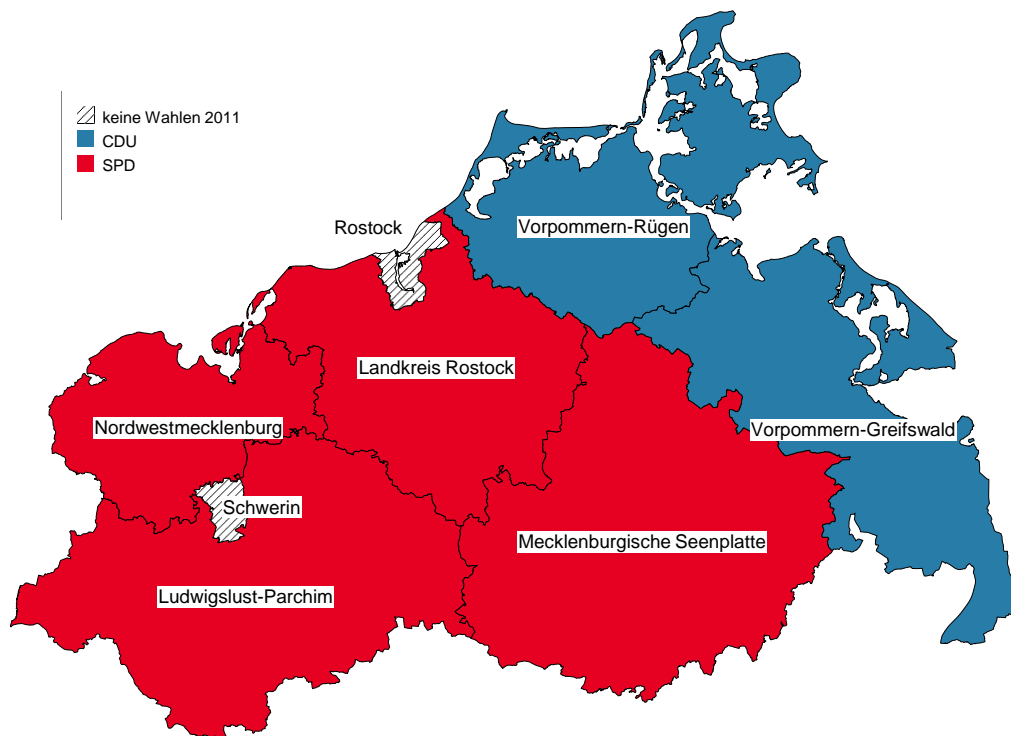 keine Wahlen 2011
CDU
SPD
Rostock
Vorpommern-Rügen
Landkreis Rostock
Nordwestmecklenburg
Vorpommern-Greifswald
Schwerin
Mecklenburgische Seenplatte
Ludwigslust-Parchim